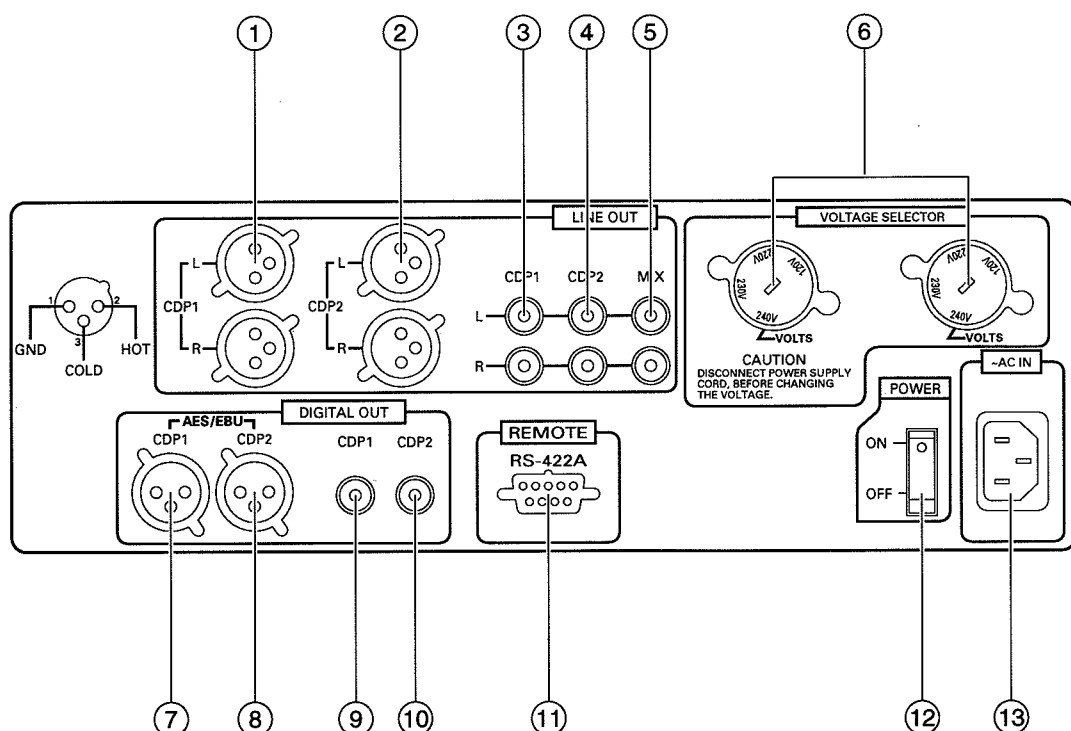 ① ② ③ ④ ⑤ ⑥
LINE OUT
VOLTAGE SELECTOR
1 2
GND HOT
3
COLD
CDP1
L
R
CDP2
L
R
CDP1 CDP2 MIX
L
R
120V
220V
230V
240V
VOLTS
120V
220V
230V
240V
VOLTS
CAUTION
DISCONNECT POWER SUPPLY
CORD, BEFORE CHANGING
THE VOLTAGE.
~AC IN
POWER
ON
OFF
DIGITAL OUT
AES/EBU
CDP1 CDP2 CDP1 CDP2
REMOTE
RS-422A
⑦ ⑧ ⑨ ⑩ ⑪ ⑫ ⑬